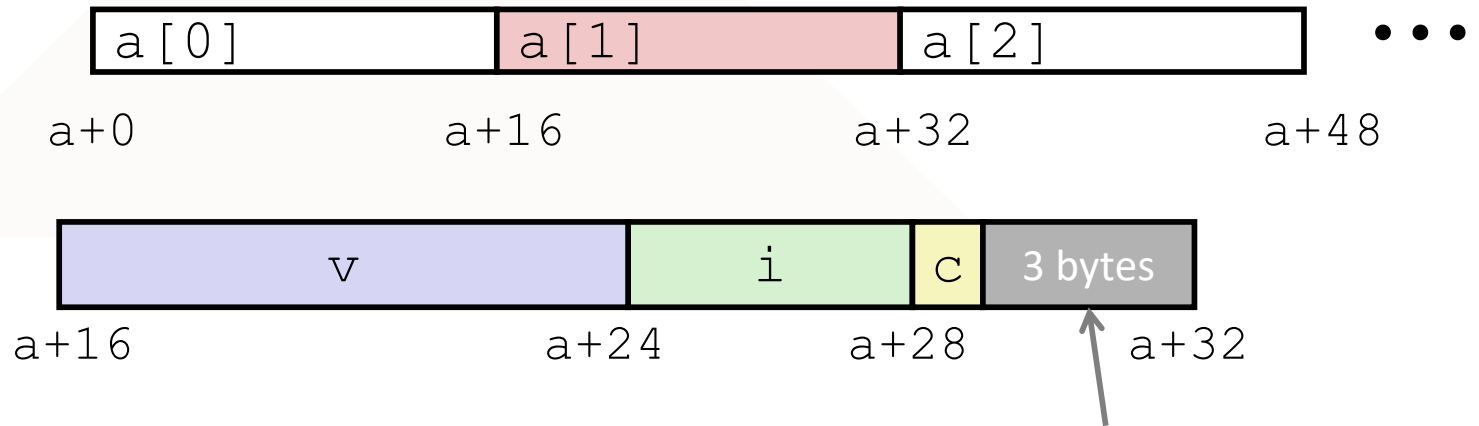 a[0] a[1] a[2] •••
a+0 a+16 a+32 a+48
v i c 3 bytes
a+16 a+24 a+28 a+32